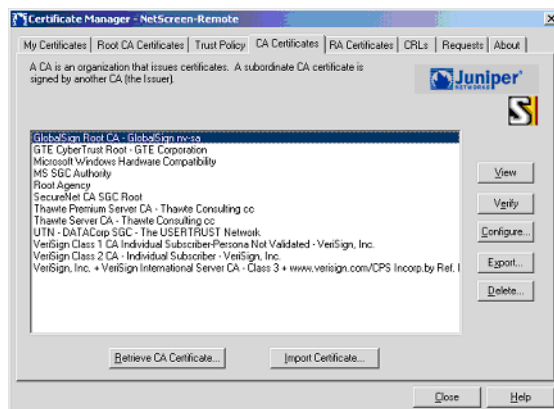 Certificate Manager - NetScreen-Remote
My Certificates | Root CA Certificates | Trust Policy | CA Certificates | RA Certificates | CRLs | Requests | About
A CA is an organization that issues certificates. A subordinate CA certificate is
signed by another CA (the Issuer).
Juniper
NETWORKS
S
GlobalSign Root CA - GlobalSign nv-sa
GTE CyberTrust Root - GTE Corporation
Microsoft Windows Hardware Compatibility
MS SGC Authority
Root Agency
SecureNet CA SGC Root
Thawte Premium Server CA - Thawte Consulting cc
Thawte Server CA - Thawte Consulting cc
UTN - DATACorp SGC - The USERTRUST Network
VeriSign Class 1 CA Individual Subscriber-Persona Not Validated - VeriSign, Inc.
VeriSign Class 2 CA - Individual Subscriber - VeriSign, Inc.
VeriSign, Inc. + VeriSign International Server CA - Class 3 + www.verisign.com/CPS Incorp.by Ref. l
View
Verify
Configure...
Export...
Delete...
Retrieve CA Certificate...
Import Certificate...
Close
Help